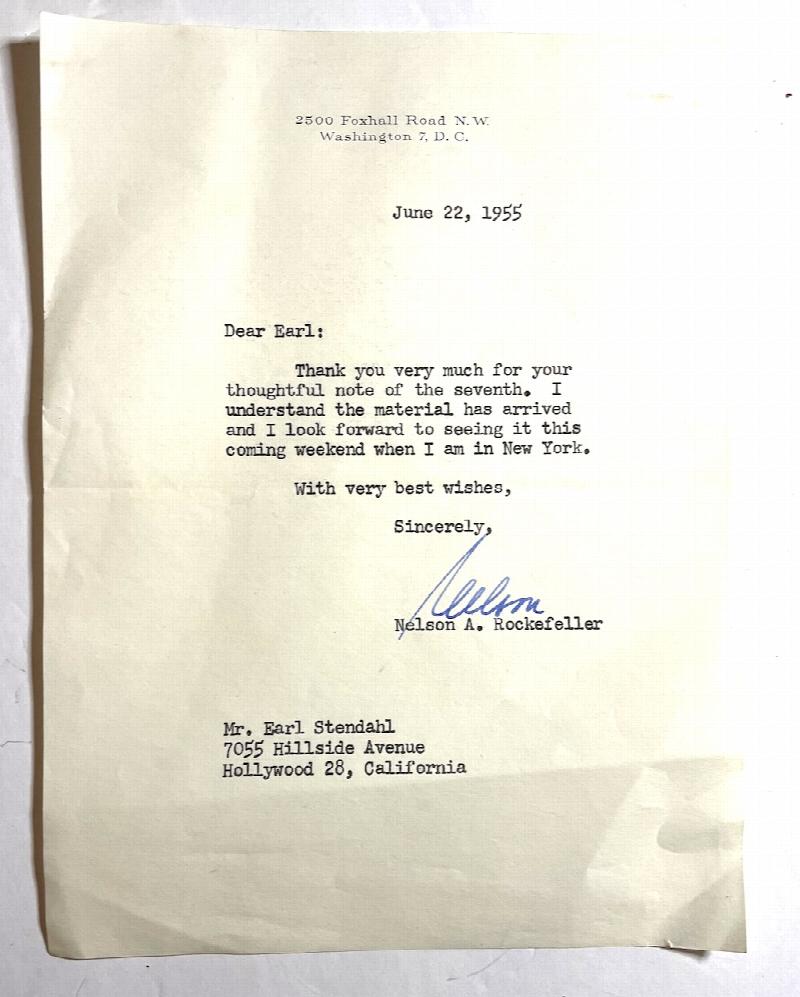 2500 Foxhall Road N.W.
Washington 7, D. C.
June 22, 1955
Dear Earl:
Thank you very much for your
thoughtful note of the seventh. I
understand the material has arrived
and I look forward to seeing it this
coming weekend when I am in New York.
With very best wishes,
Sincerely,
Nelson
Nelson A. Rockefeller
Mr. Earl Stendahl
7055 Hillside Avenue
Hollywood 28, California